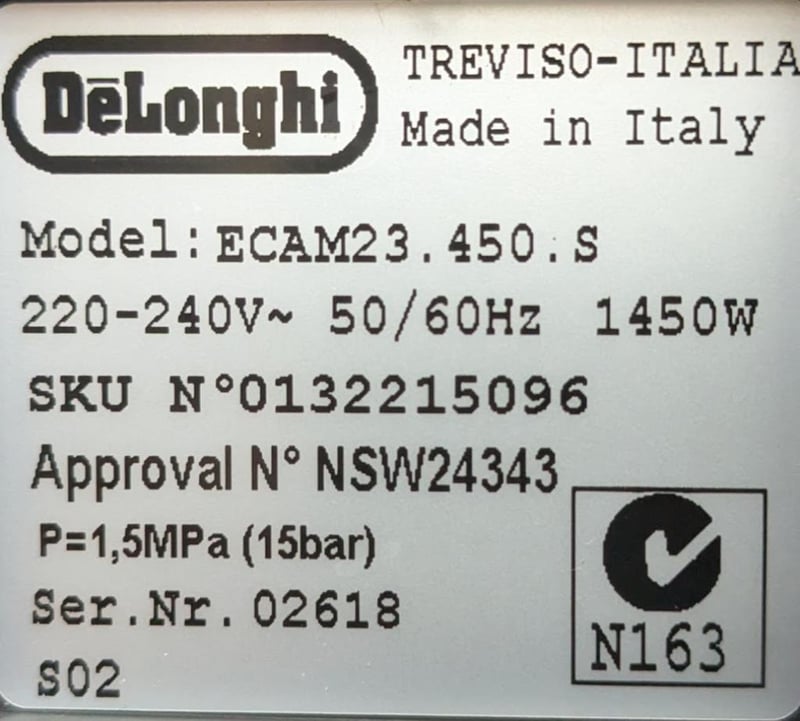 DeLonghi
TREVISO-ITALIA
Made in Italy
Model: ECAM23.450.S
220-240V~ 50/60Hz 1450W
SKU N°0132215096
Approval N° NSW24343
P=1,5MPa (15bar)
Ser.Nr. 02618
S02
N163